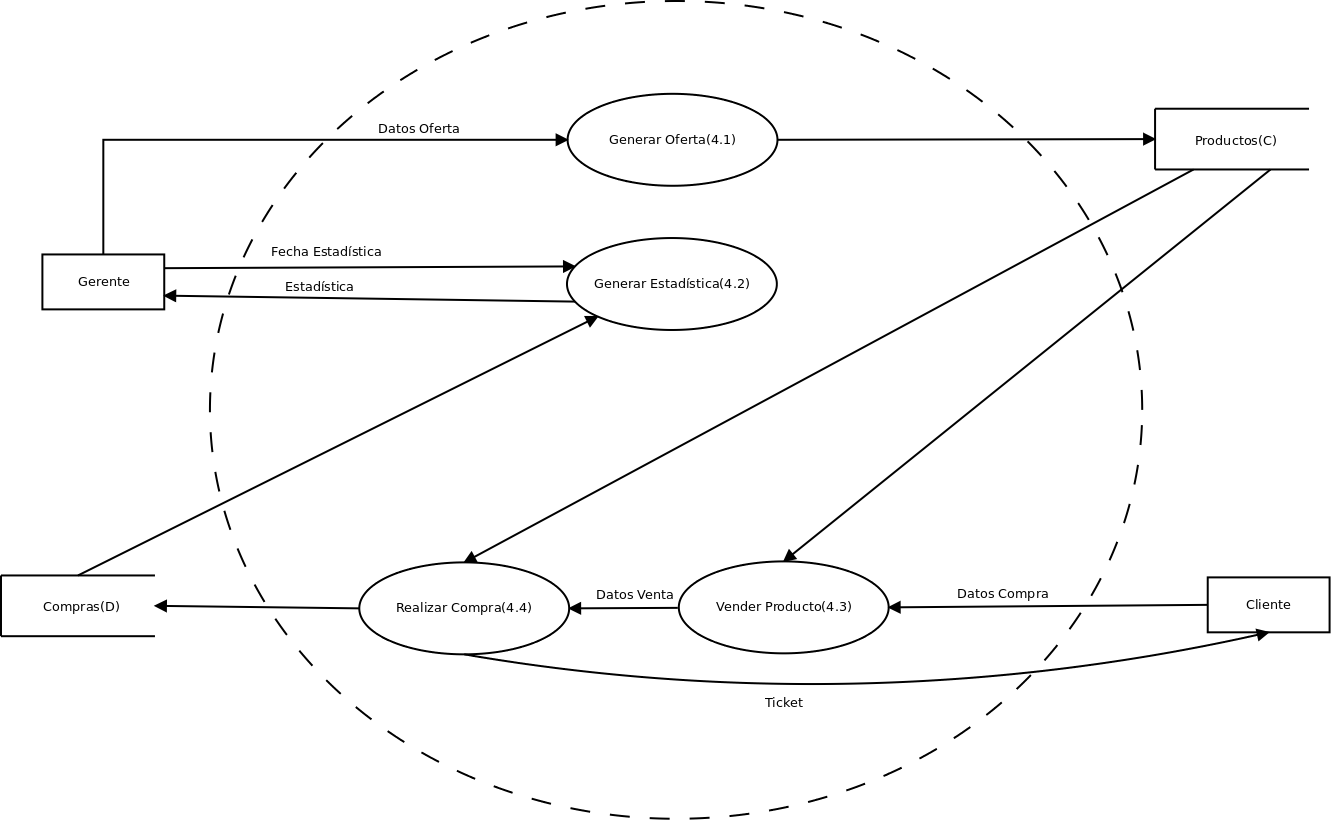 Datos Oferta
Generar Oferta(4.1)
Productos(C)
Fecha Estadística
Gerente
Estadística
Generar Estadística(4.2)
Compras(D)
Realizar Compra(4.4)
Datos Venta
Vender Producto(4.3)
Datos Compra
Cliente
Ticket